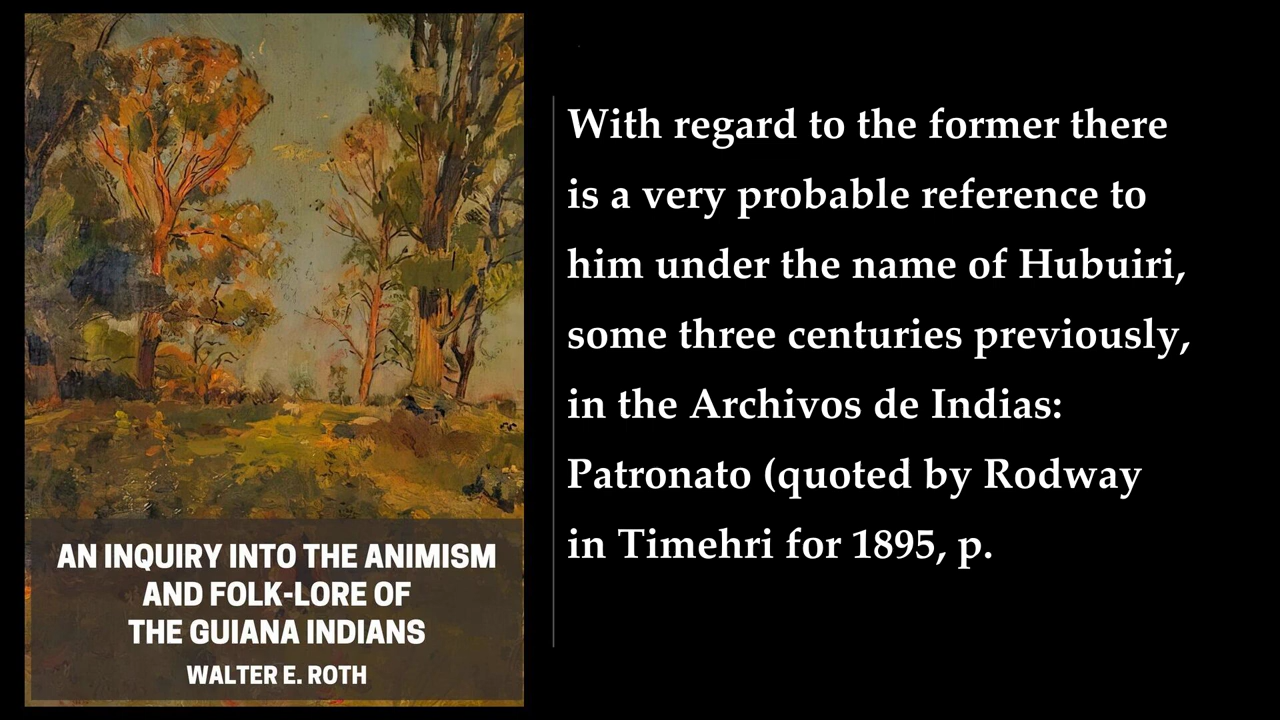 With regard to the former there
is a very probable reference to
him under the name of Hubuiri,
some three centuries previously,
in the Archivos de Indias:
Patronato (quoted by Rodway
in Timehri for 1895, p.
AN INQUIRY INTO THE ANIMISM
AND FOLK-LORE OF
THE GUIANA INDIANS
WALTER E. ROTH